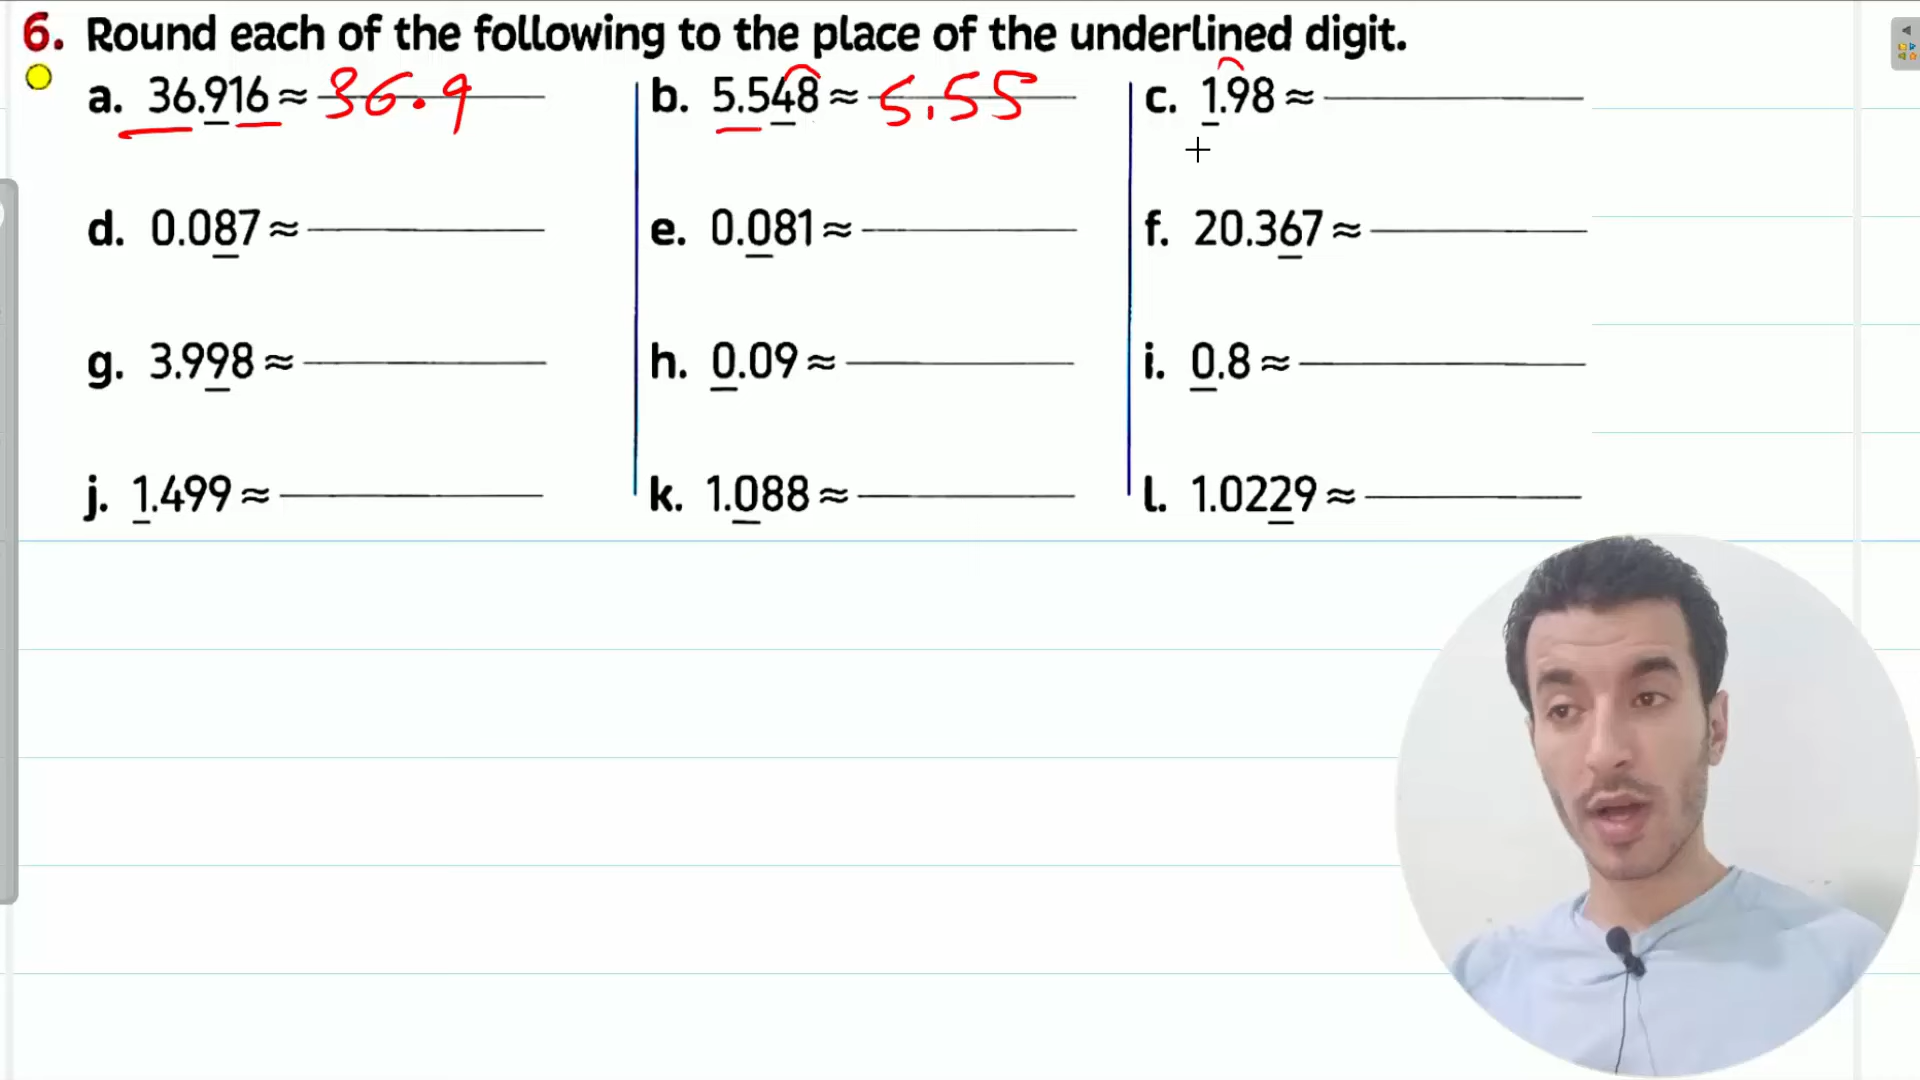 6. Round each of the following to the place of the underlined digit.
a. 36.916 ≈ 36.9 b. 5.548 ≈ 5.55 c. 1.98 ≈
d. 0.087 ≈ e. 0.081 ≈ f. 20.367 ≈
g. 3.998 ≈ h. 0.09 ≈ i. 0.8 ≈
j. 1.499 ≈ k. 1.088 ≈ l. 1.0229 ≈